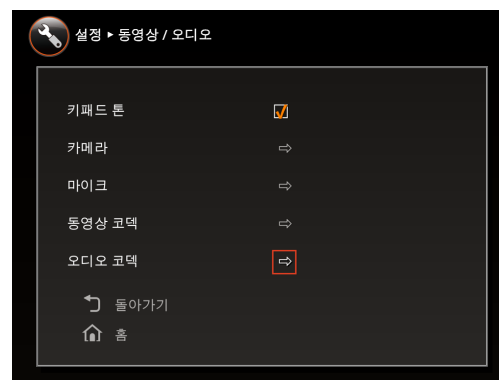 설정 ▸ 동영상 / 오디오
키패드 톤
카메라
마이크
동영상 코덱
오디오 코덱
돌아가기
홈